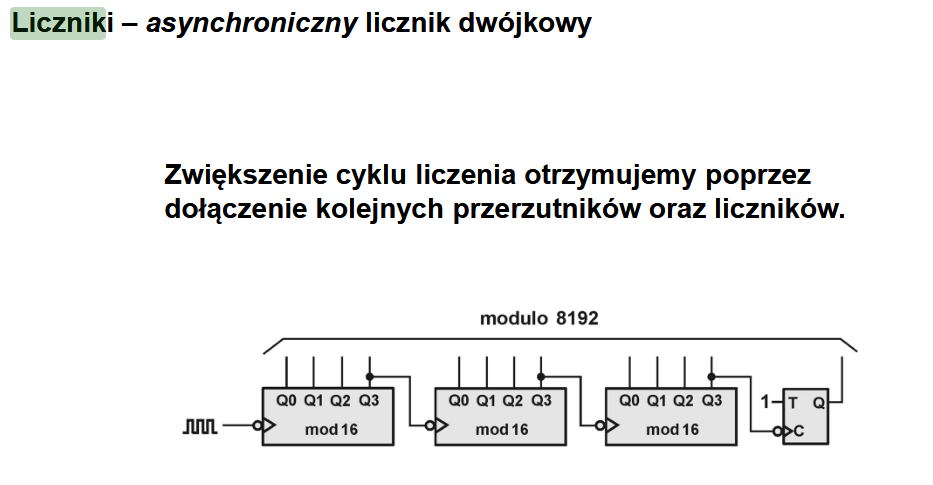 Liczniki – asynchroniczny licznik dwójkowy
Zwiększenie cyklu liczenia otrzymujemy poprzez
dołączenie kolejnych przerzutników oraz liczników.
modulo 8192
Q0 Q1 Q2 Q3
mod 16
Q0 Q1 Q2 Q3
mod 16
Q0 Q1 Q2 Q3
mod 16
1 T Q
C